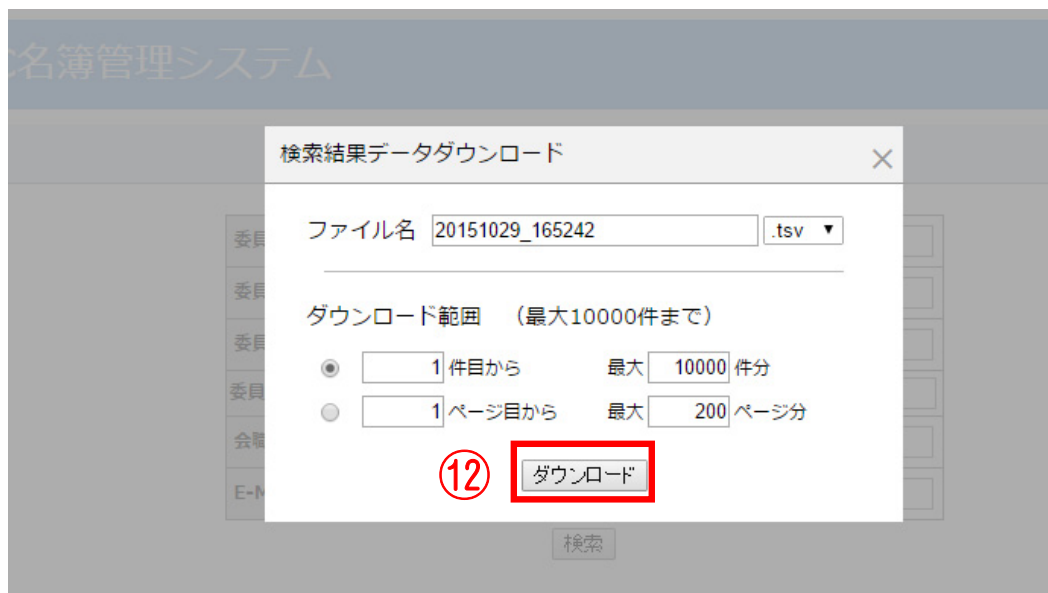 名簿管理システム
検索結果データダウンロード
ファイル名 20151029_165242 .tsv ▼
委員
委員
ダウンロード範囲 (最大10000件まで)
委員
1 件目から 最大 10000 件分
委員
1 ページ目から 最大 200 ページ分
会職
⑫ ダウンロード
E-M
検索